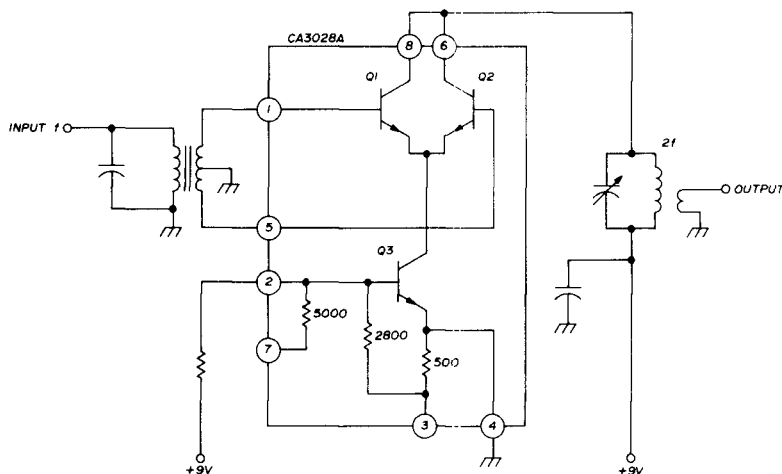 CA3028A
8
6
Q1
Q2
1
INPUT f
2f
OUTPUT
5
Q3
2
5000
2800
500
7
3
4
+9V
+9V